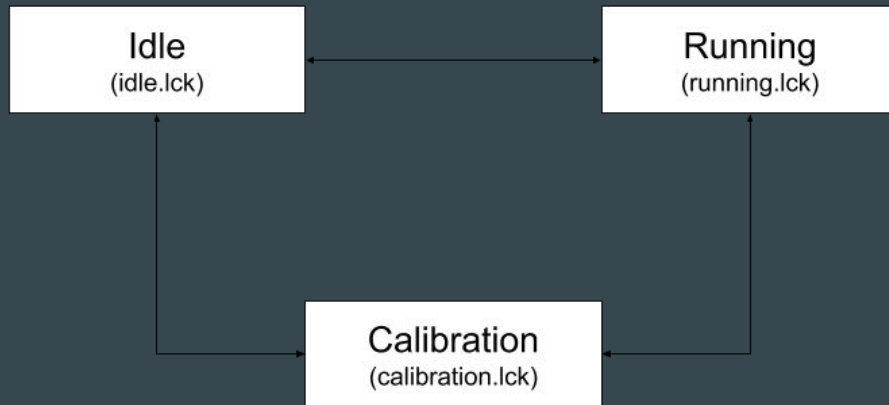 Idle
(idle.lck)
Running
(running.lck)
Calibration
(calibration.lck)